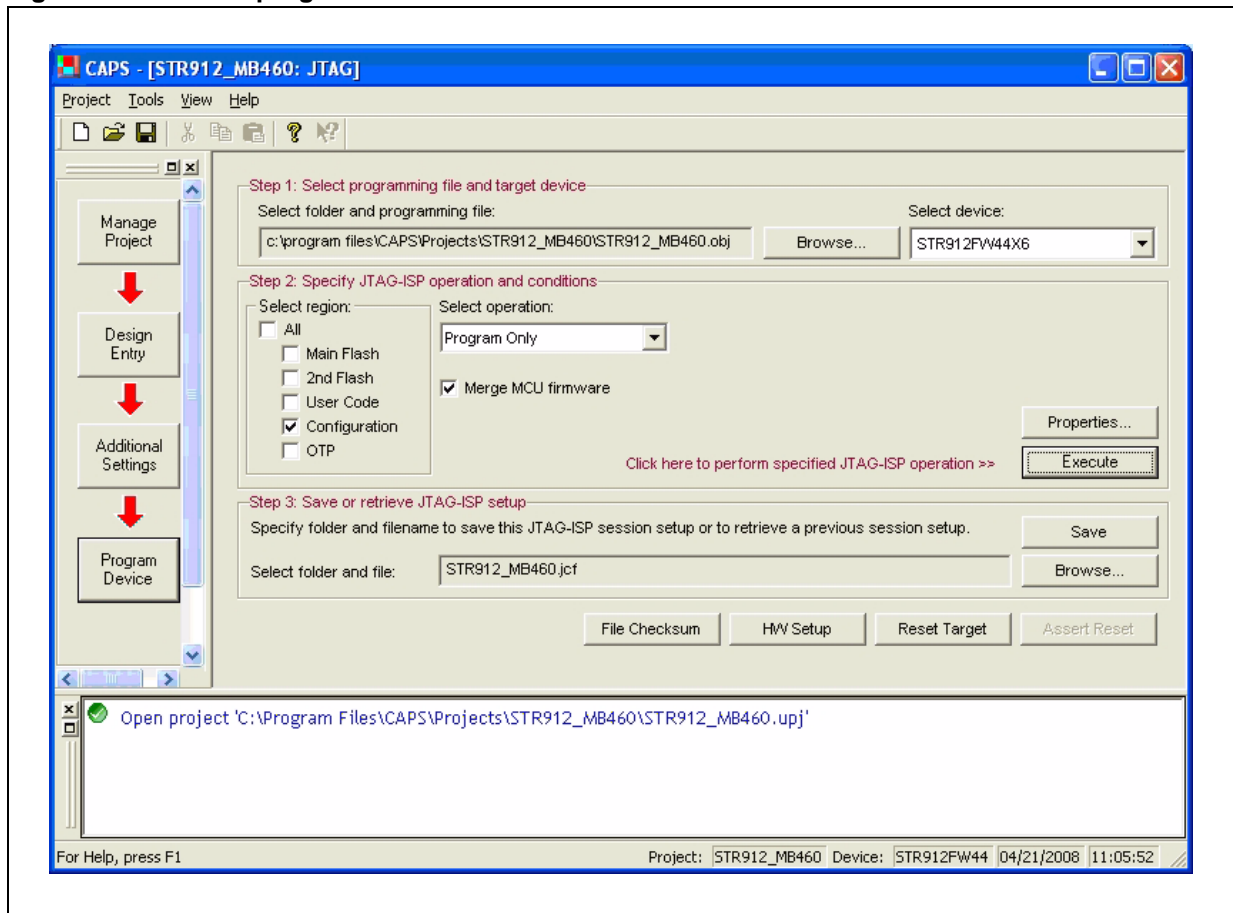 CAPS - [STR912_MB460: JTAG]
Project Tools View Help
Manage
Project
Design
Entry
Additional
Settings
Program
Device
Step 1: Select programming file and target device
Select folder and programming file:
Select device:
c:\program files\CAPS\Projects\STR912_MB460\STR912_MB460.obj
Browse...
STR912FW44X6
Step 2: Specify JTAG-ISP operation and conditions
Select region:
Select operation:
All
Program Only
Main Flash
2nd Flash
Merge MCU firmware
User Code
Configuration
Properties...
OTP
Click here to perform specified JTAG-ISP operation >>
Execute
Step 3: Save or retrieve JTAG-ISP setup
Specify folder and filename to save this JTAG-ISP session setup or to retrieve a previous session setup.
Save
Select folder and file:
STR912_MB460.jcf
Browse...
File Checksum
HW Setup
Reset Target
Assert Reset
Open project 'C:\Program Files\CAPS\Projects\STR912_MB460\STR912_MB460.upj'
For Help, press F1
Project: STR912_MB460 Device: STR912FW44 04/21/2008 11:05:52